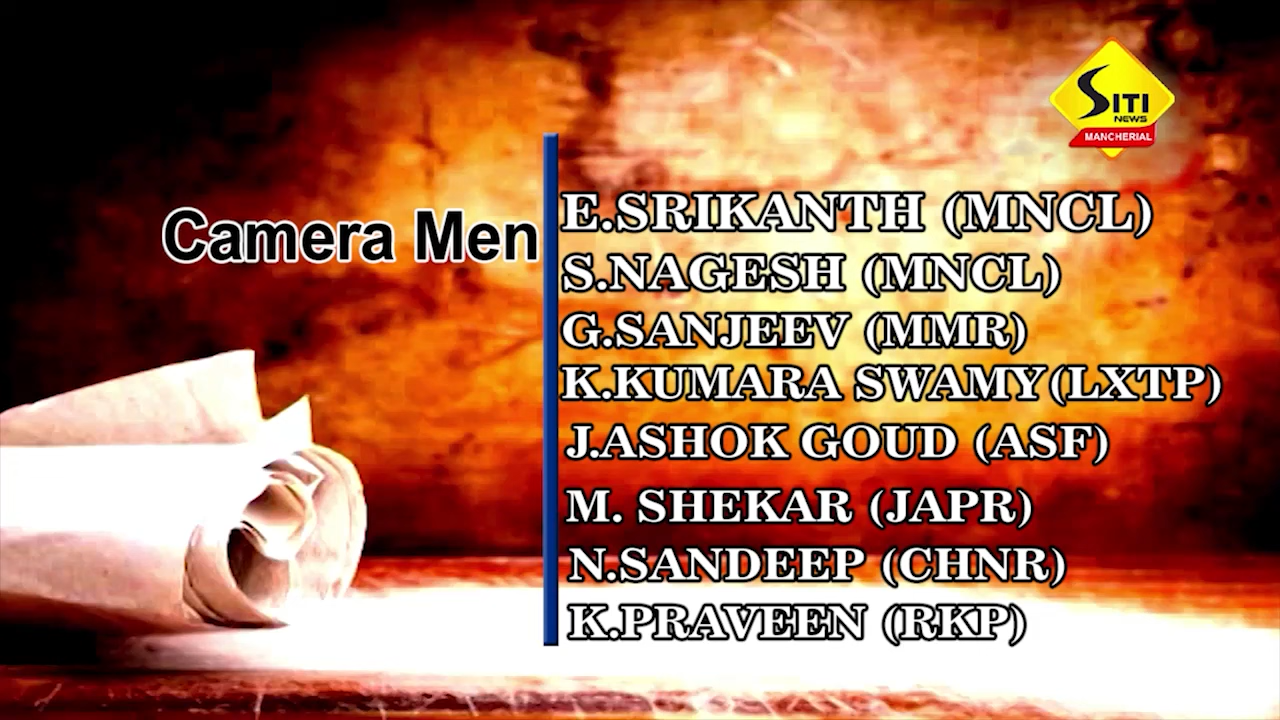 SITI
NEWS
MANCHERIAL
Camera Men
E.SRIKANTH (MNCL)
S.NAGESH (MNCL)
G.SANJEEV (MMR)
K.KUMARA SWAMY(LXTP)
J.ASHOK GOUD (ASF)
M. SHEKAR (JAPR)
N.SANDEEP (CHNR)
K.PRAVEEN (RKP)